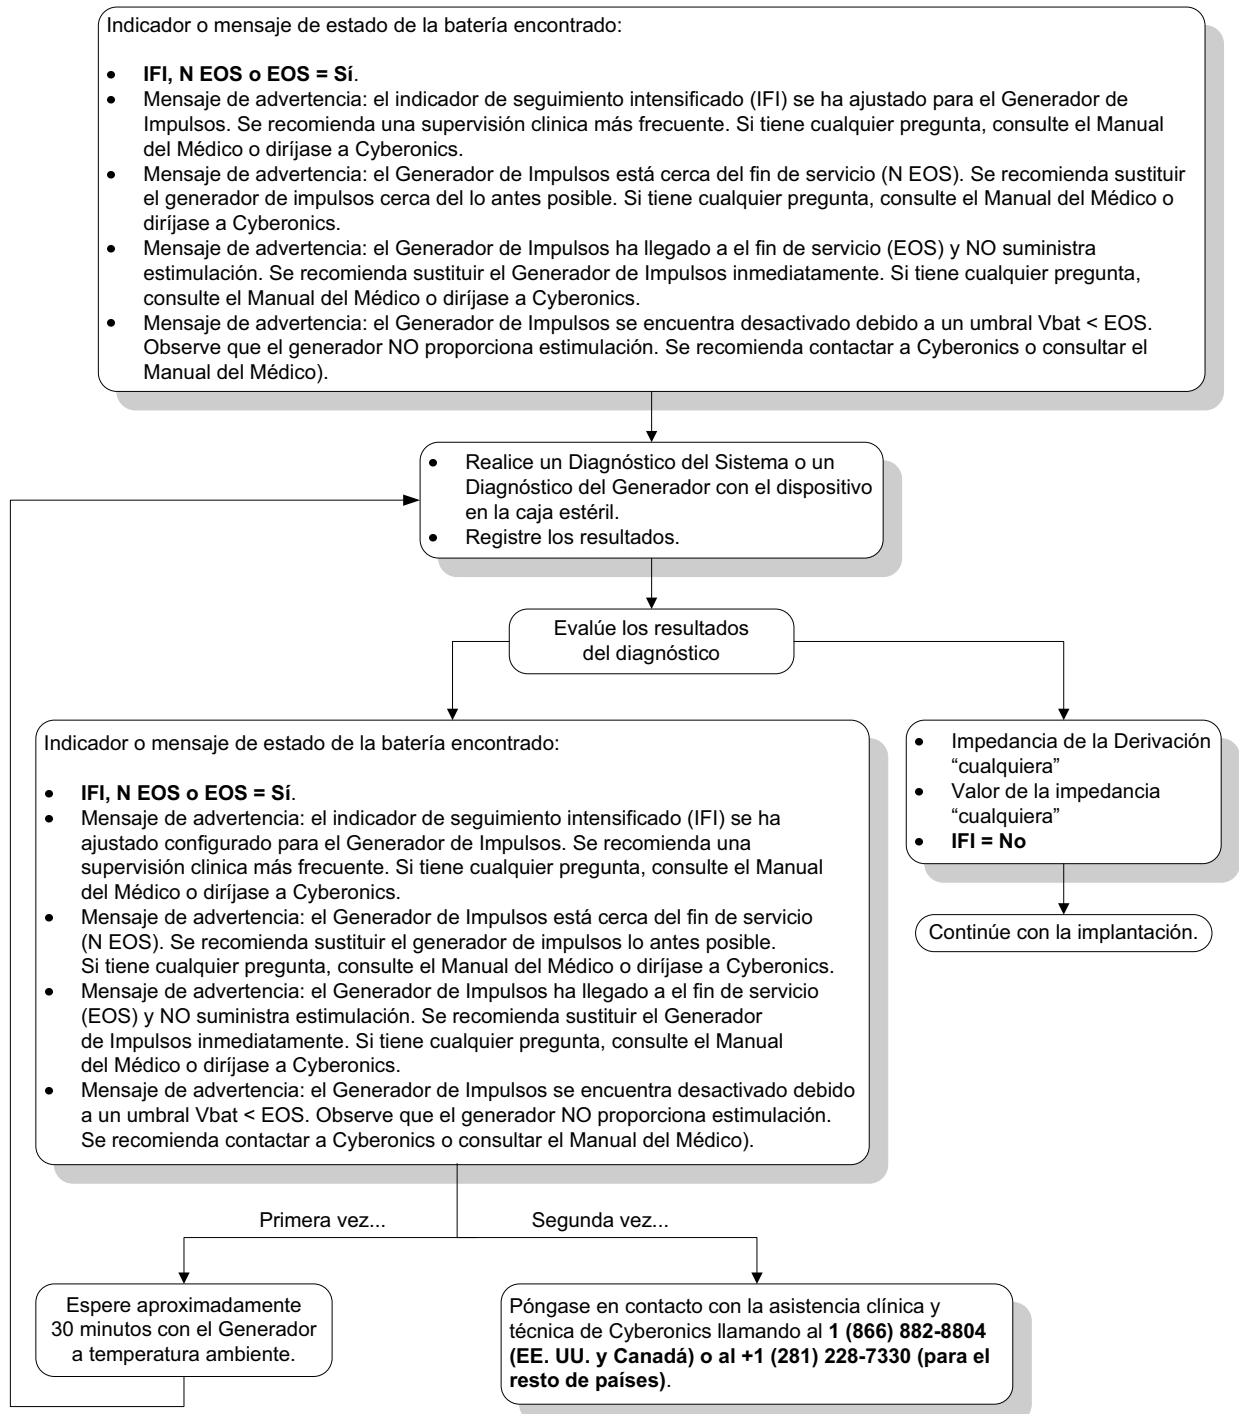 Indicador o mensaje de estado de la batería encontrado:
• IFI, N EOS o EOS = Sí.
• Mensaje de advertencia: el indicador de seguimiento intensificado (IFI) se ha ajustado para el Generador de
Impulsos. Se recomienda una supervisión clinica más frecuente. Si tiene cualquier pregunta, consulte el Manual
del Médico o diríjase a Cyberonics.
• Mensaje de advertencia: el Generador de Impulsos está cerca del fin de servicio (N EOS). Se recomienda sustituir
el generador de impulsos cerca del lo antes posible. Si tiene cualquier pregunta, consulte el Manual del Médico o
diríjase a Cyberonics.
• Mensaje de advertencia: el Generador de Impulsos ha llegado a el fin de servicio (EOS) y NO suministra
estimulación. Se recomienda sustituir el Generador de Impulsos inmediatamente. Si tiene cualquier pregunta,
consulte el Manual del Médico o diríjase a Cyberonics.
• Mensaje de advertencia: el Generador de Impulsos se encuentra desactivado debido a un umbral Vbat < EOS.
Observe que el generador NO proporciona estimulación. Se recomienda contactar a Cyberonics o consultar el
Manual del Médico).
• Realice un Diagnóstico del Sistema o un
Diagnóstico del Generador con el dispositivo
en la caja estéril.
• Registre los resultados.
Evalúe los resultados
del diagnóstico
Indicador o mensaje de estado de la batería encontrado:
• IFI, N EOS o EOS = Sí.
• Mensaje de advertencia: el indicador de seguimiento intensificado (IFI) se ha
ajustado configurado para el Generador de Impulsos. Se recomienda una
supervisión clinica más frecuente. Si tiene cualquier pregunta, consulte el Manual
del Médico o diríjase a Cyberonics.
• Mensaje de advertencia: el Generador de Impulsos está cerca del fin de servicio
(N EOS). Se recomienda sustituir el generador de impulsos lo antes posible.
Si tiene cualquier pregunta, consulte el Manual del Médico o diríjase a Cyberonics.
• Mensaje de advertencia: el Generador de Impulsos ha llegado a el fin de servicio
(EOS) y NO suministra estimulación. Se recomienda sustituir el Generador
de Impulsos inmediatamente. Si tiene cualquier pregunta, consulte el Manual
del Médico o diríjase a Cyberonics.
• Mensaje de advertencia: el Generador de Impulsos se encuentra desactivado debido
a un umbral Vbat < EOS. Observe que el generador NO proporciona estimulación.
Se recomienda contactar a Cyberonics o consultar el Manual del Médico).
• Impedancia de la Derivación
“cualquiera”
• Valor de la impedancia
“cualquiera”
• IFI = No
Continúe con la implantación.
Primera vez...
Segunda vez...
Espere aproximadamente
30 minutos con el Generador
a temperatura ambiente.
Póngase en contacto con la asistencia clínica y
técnica de Cyberonics llamando al 1 (866) 882-8804
(EE. UU. y Canadá) o al +1 (281) 228-7330 (para el
resto de países).